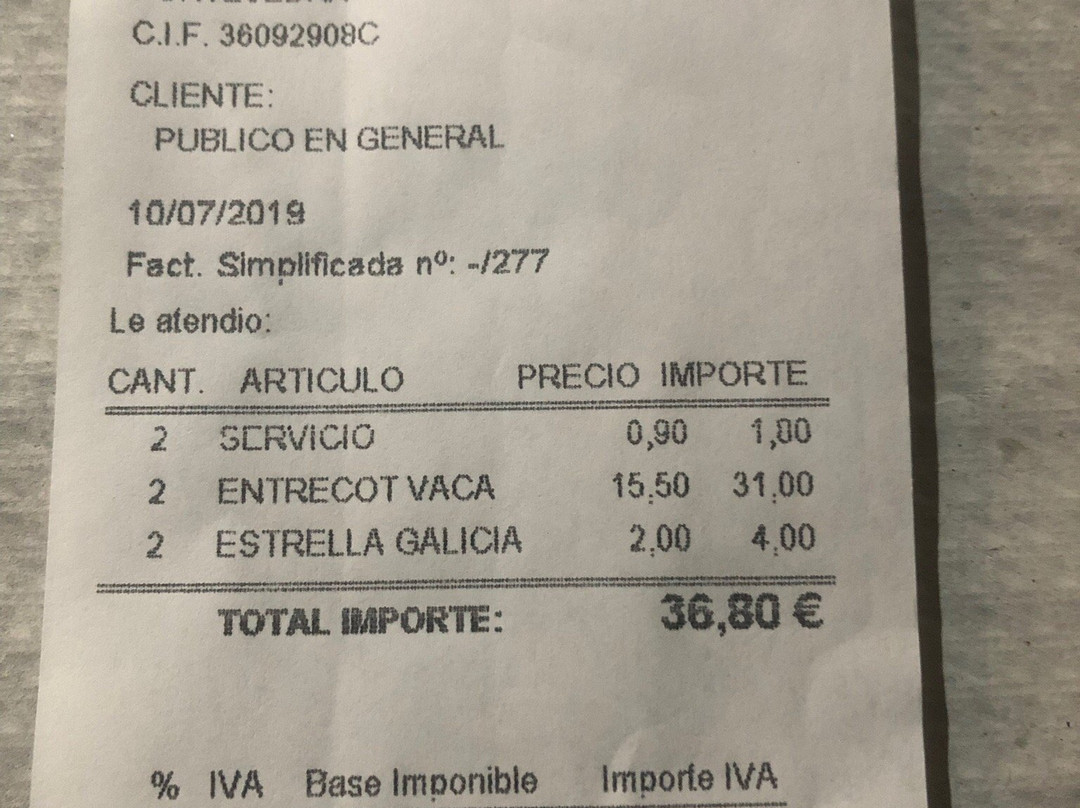 C.I.F. 36092908C
CLIENTE:
PUBLICO EN GENERAL
10/07/2019
Fact. Simplificada nº: -/277
Le atendio:
CANT. ARTICULO PRECIO IMPORTE
2 SERVICIO 0,90 1,80
2 ENTRECOT VACA 15,50 31,00
2 ESTRELLA GALICIA 2,00 4,00
TOTAL IMPORTE: 36,80 €
% IVA Base Imponible Importe IVA